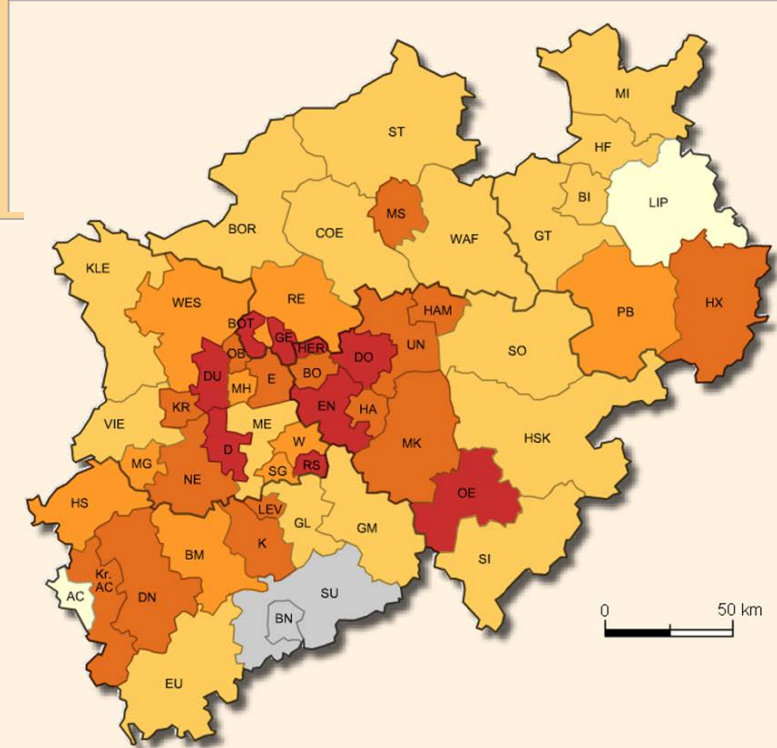 MI
ST
HF
BI
LIP
MS
BOR
COE
WAF
GT
KLE
WES
RE
HAM
PB
HX
BOT
GE
HER
OB
DO
UN
SO
DU
MH
E
BO
KR
EN
HA
VIE
ME
MK
HSK
W
D
MG
SG
RS
NE
OE
HS
LEV
GL
GM
K
BM
SI
Kr.
AC
AC
DN
SU
BN
EU
0 50 km